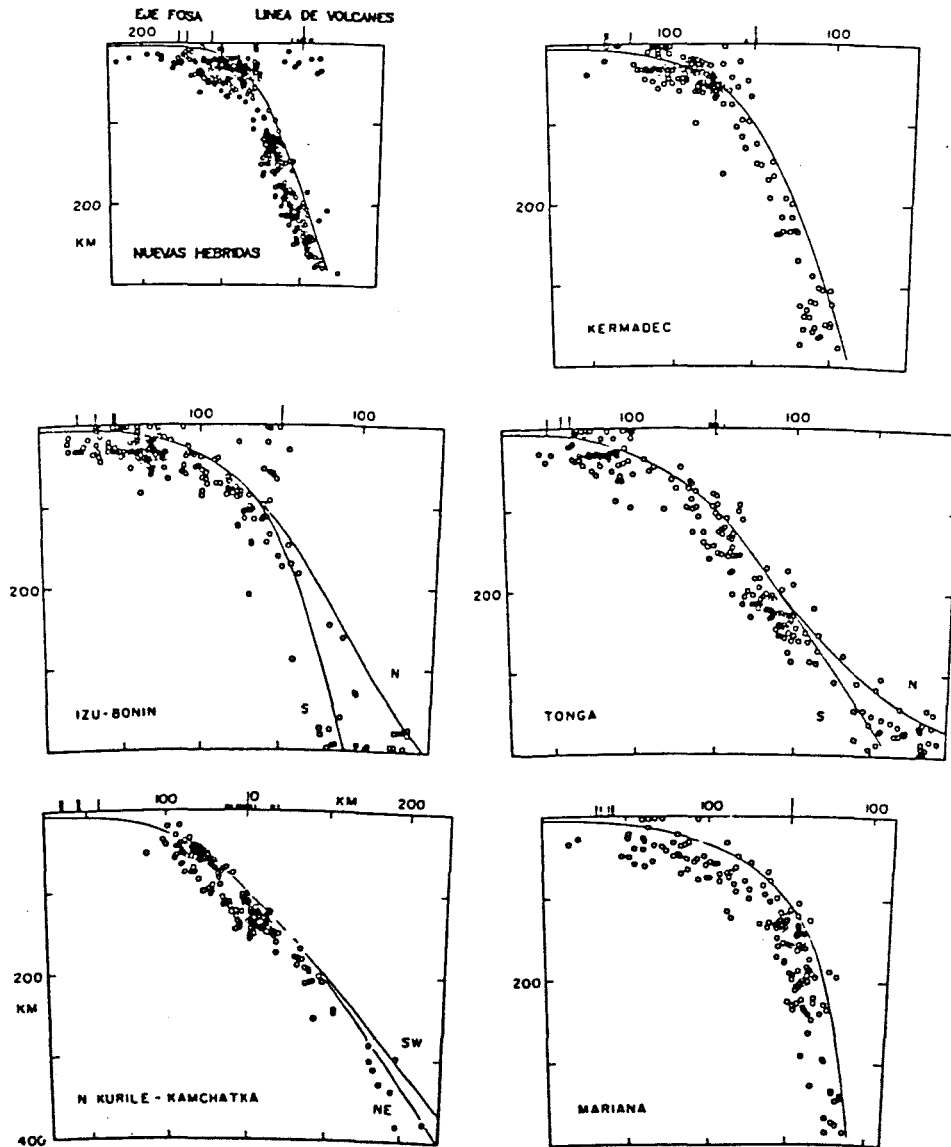 EJE FOSA LINEA DE VOLCANES
200
200
KM
NUEVAS HEBRIDAS
100 100
200
KERMADEC
100 100
200
N
S
IZU-BONIN
100 100
200
N
S
TONGA
100 10 KM 200
200
KM
SW
NE
N KURILE - KAMCHATKA
400
100 100
200
MARIANA